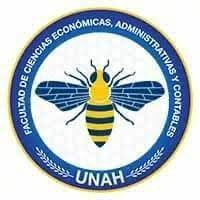 FACULTAD DE CIENCIAS ECONÓMICAS, ADMINISTRATIVAS Y CONTABLES
UNAH